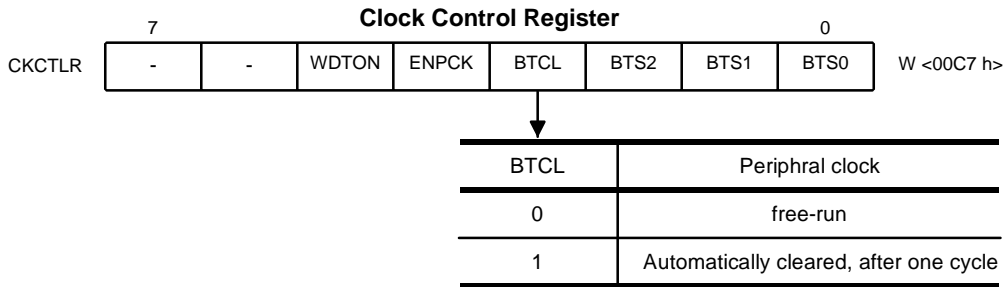 Clock Control Register
7 0
CKCTLR - - WDTON ENPCK BTCL BTS2 BTS1 BTS0 W <00C7 h>
BTCL Periphral clock
0 free-run
1 Automatically cleared, after one cycle